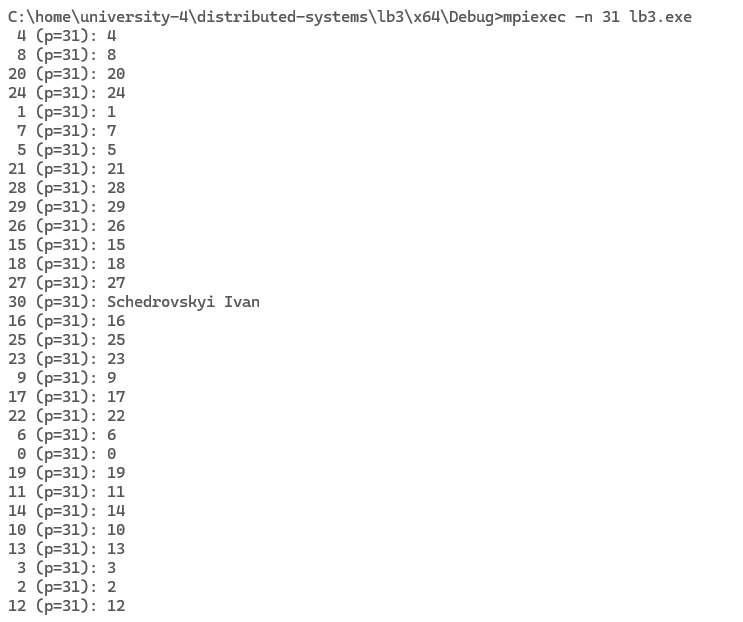 C:\home\university-4\distributed-systems\lb3\x64\Debug>mpiexec -n 31 lb3.exe
 4 (p=31): 4
 8 (p=31): 8
20 (p=31): 20
24 (p=31): 24
 1 (p=31): 1
 7 (p=31): 7
 5 (p=31): 5
21 (p=31): 21
28 (p=31): 28
29 (p=31): 29
26 (p=31): 26
15 (p=31): 15
18 (p=31): 18
27 (p=31): 27
30 (p=31): Schedrovskyi Ivan
16 (p=31): 16
25 (p=31): 25
23 (p=31): 23
 9 (p=31): 9
17 (p=31): 17
22 (p=31): 22
 6 (p=31): 6
 0 (p=31): 0
19 (p=31): 19
11 (p=31): 11
14 (p=31): 14
10 (p=31): 10
13 (p=31): 13
 3 (p=31): 3
 2 (p=31): 2
12 (p=31): 12